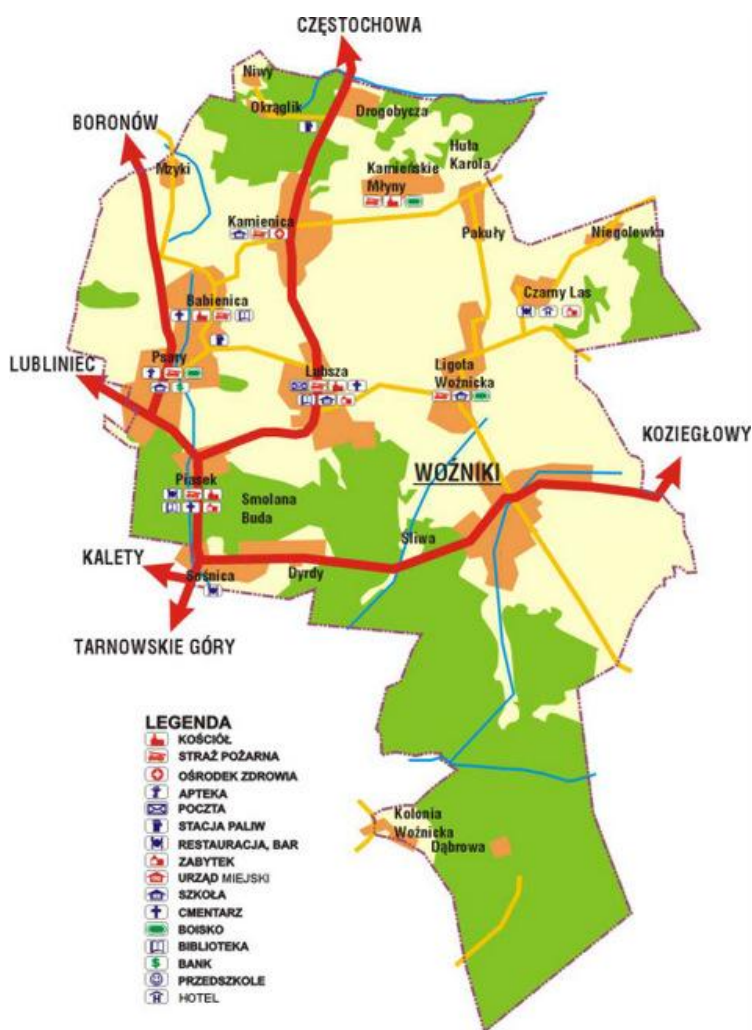 CZĘSTOCHOWA
Niwy
Okrąglik
Drogobycza
BORONÓW
Huta
Karola
Mzyki
Kamieńskie
Młyny
Kamienica
Pakuły
Niegolewka
Babienica
Czarny Las
Psary
Lubsza
Ligota
Woźnicka
LUBLINIEC
KOZIEGŁOWY
WOŹNIKI
Piasek
Smolana
Buda
Śliwa
KALETY
Sośnica
Dyrdy
TARNOWSKIE GÓRY
LEGENDA
KOŚCIÓŁ
STRAŻ POŻARNA
OŚRODEK ZDROWIA
APTEKA
POCZTA
STACJA PALIW
RESTAURACJA, BAR
ZABYTEK
URZĄD MIEJSKI
SZKOŁA
CMENTARZ
BOISKO
BIBLIOTEKA
$ BANK
PRZEDSZKOLE
H HOTEL
Kolonia
Woźnicka
Dąbrowa